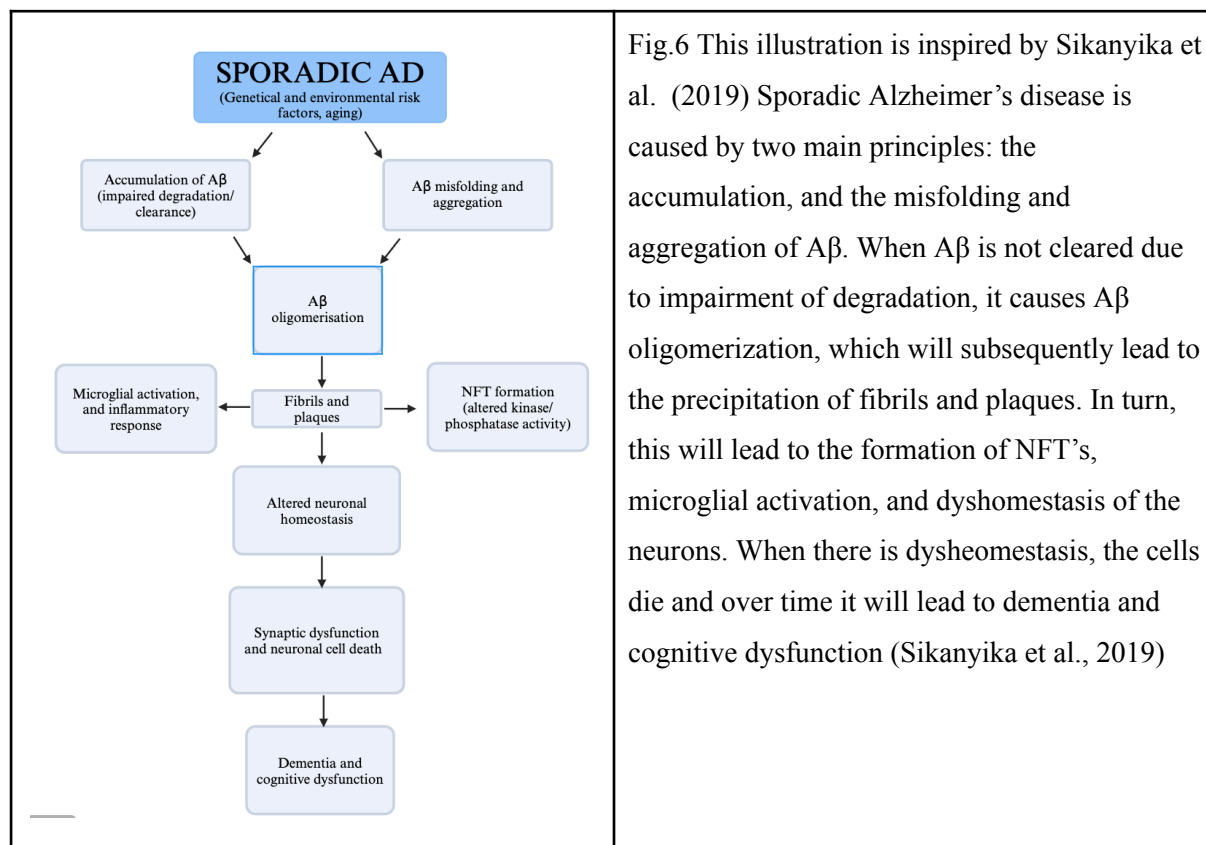 SPORADIC AD
(Genetical and environmental risk
factors, aging)
Accumulation of Aβ
(impaired degradation/
clearance)
Aβ misfolding and
aggregation
Aβ
oligomerisation
Microglial activation,
and inflammatory
response
Fibrils and
plaques
NFT formation
(altered kinase/
phosphatase activity)
Altered neuronal
homeostasis
Synaptic dysfunction
and neuronal cell death
Dementia and
cognitive dysfunction
Fig.6 This illustration is inspired by Sikanyika et
al. (2019) Sporadic Alzheimer’s disease is
caused by two main principles: the
accumulation, and the misfolding and
aggregation of Aβ. When Aβ is not cleared due
to impairment of degradation, it causes Aβ
oligomerization, which will subsequently lead to
the precipitation of fibrils and plaques. In turn,
this will lead to the formation of NFT’s,
microglial activation, and dyshomestasis of the
neurons. When there is dysheomestasis, the cells
die and over time it will lead to dementia and
cognitive dysfunction (Sikanyika et al., 2019)